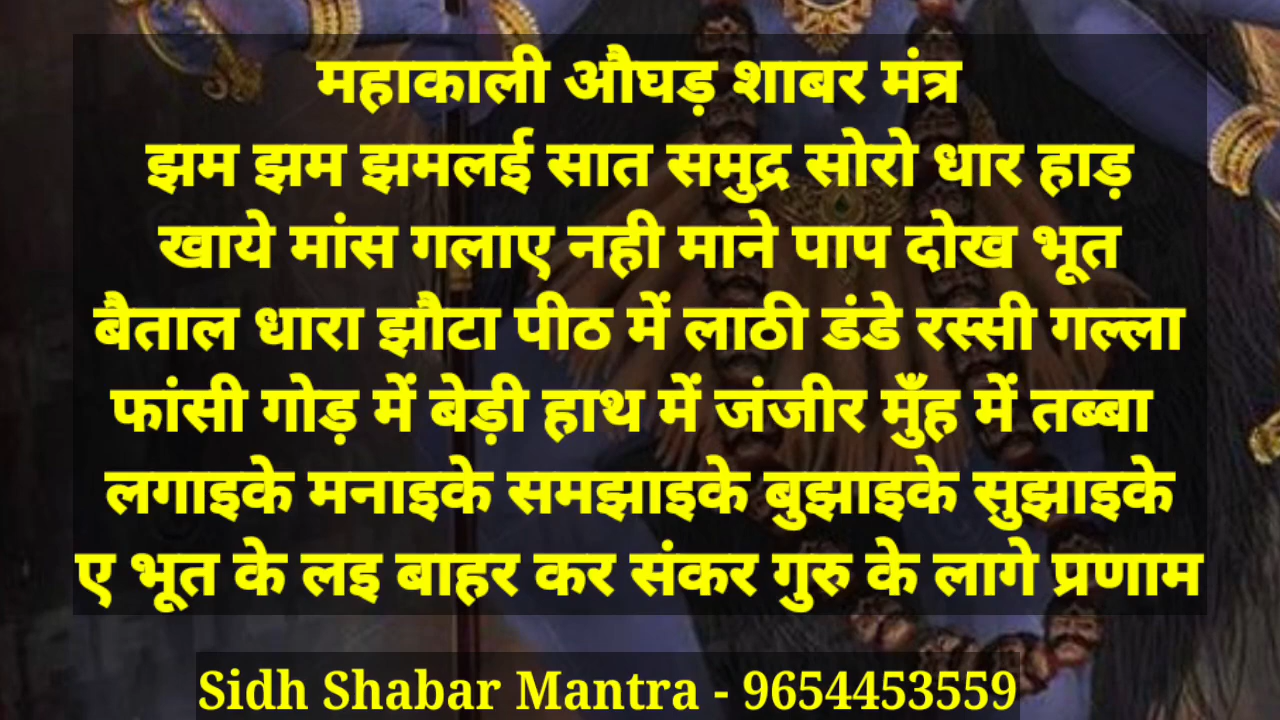 महाकाली औघड़ शाबर मंत्र
झम झम झमलई सात समुद्र सोरो धार हाड़
खाये मांस गलाए नही माने पाप दोख भूत
बैताल धारा झौटा पीठ में लाठी डंडे रस्सी गल्ला
फांसी गोड़ में बेड़ी हाथ में जंजीर मुँह में तब्बा
लगाइके मनाइके समझाइके बुझाइके सुझाइके
ए भूत के लइ बाहर कर संकर गुरु के लागे प्रणाम
Sidh Shabar Mantra - 9654453559